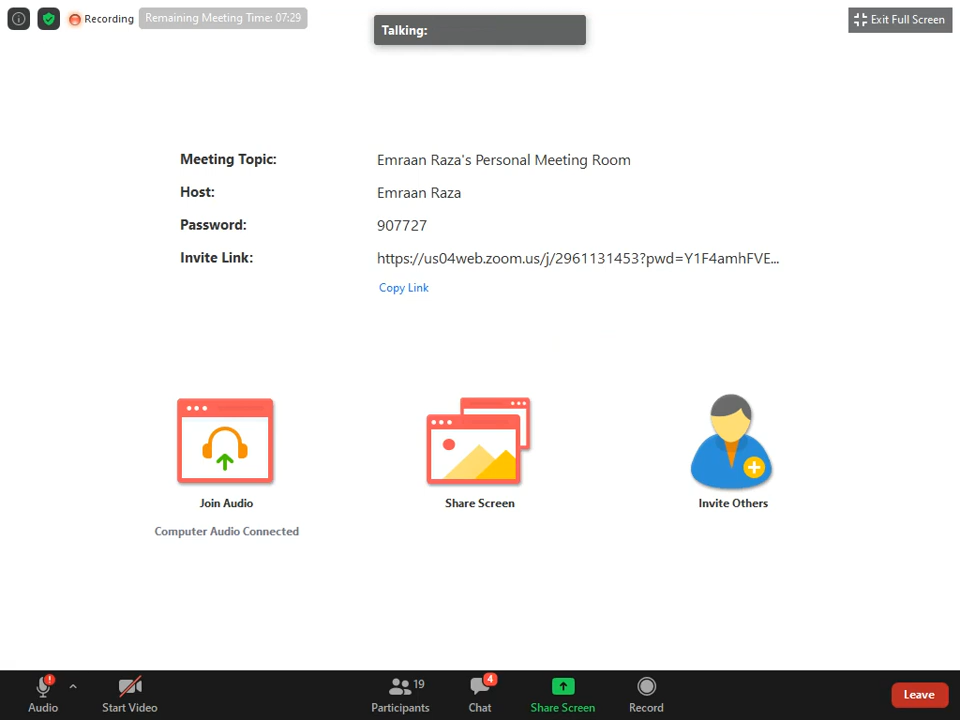 Recording Remaining Meeting Time: 07:29
Talking:
Exit Full Screen
Meeting Topic: Emraan Raza's Personal Meeting Room
Host: Emraan Raza
Password: 907727
Invite Link: https://us04web.zoom.us/j/2961131453?pwd=Y1F4amhFVE...
Copy Link
Join Audio
Computer Audio Connected
Share Screen
Invite Others
Audio
Start Video
19
Participants
4
Chat
Share Screen
Record
Leave